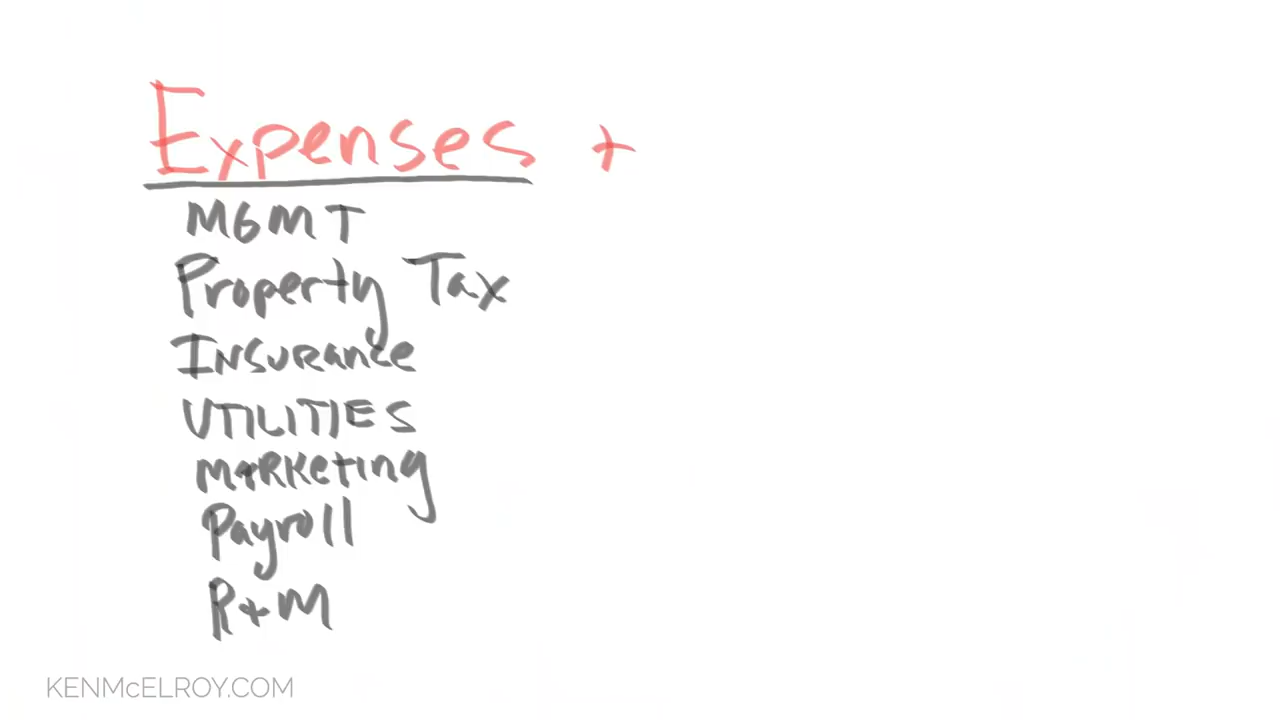 Expenses +
MGMT
Property Tax
Insurance
UTILITIES
Marketing
Payroll
R+M
KENMcELROY.COM